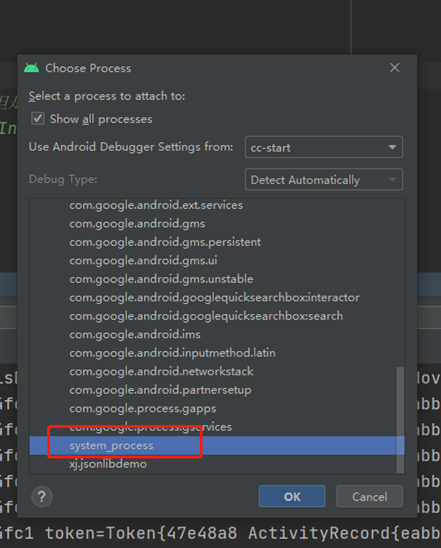 Choose Process
Select a process to attach to:
Show all processes
Use Android Debugger Settings from: cc-start
Debug Type: Detect Automatically
com.google.android.ext.services
com.google.android.gms
com.google.android.gms.persistent
com.google.android.gms.ui
com.google.android.gms.unstable
com.google.android.googlequicksearchbox:interactor
com.google.android.googlequicksearchbox:search
com.google.android.ims
com.google.android.inputmethod.latin
com.google.android.networkstack
com.google.android.partnersetup
com.google.process.gapps
com.google.process.gservices
system_process
xj.jsonlibdemo
? OK Cancel
fc1 token=Token{47e48a8 ActivityRecord{eabb